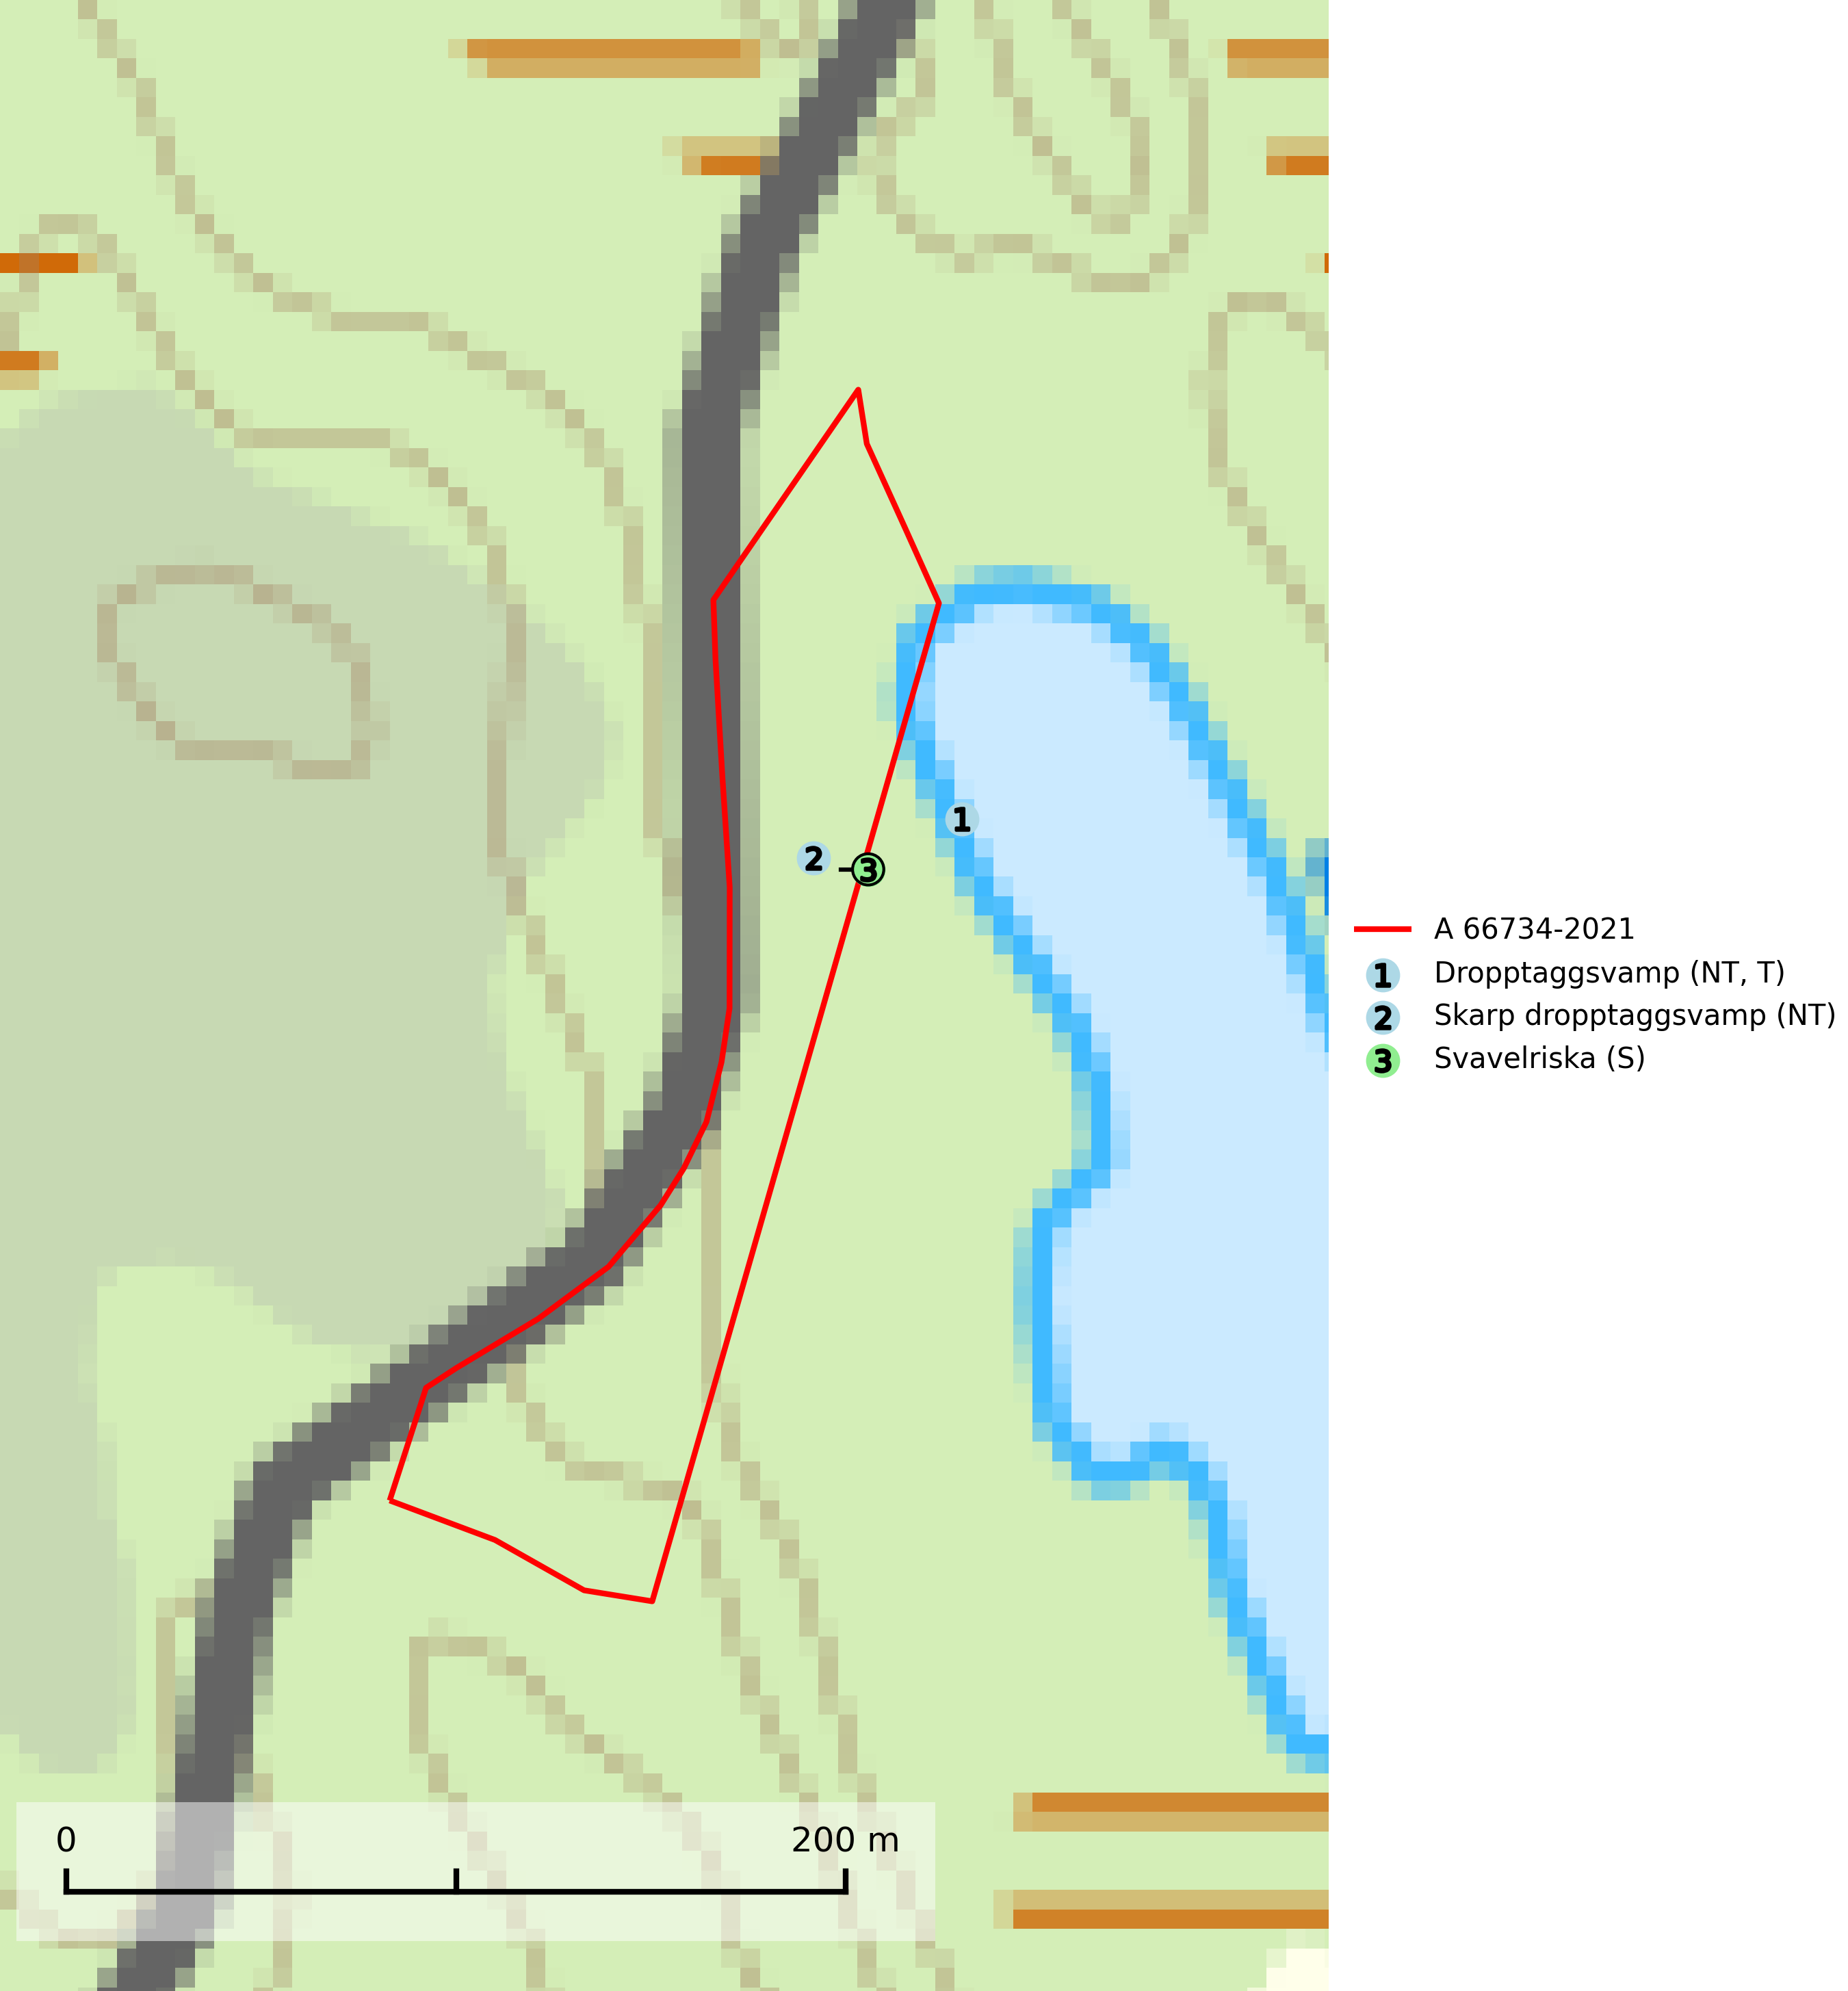 1
2
3
A 66734-2021
1 Dropptaggsvamp (NT, T)
2 Skarp dropptaggsvamp (NT)
3 Svavelriska (S)
0 200 m